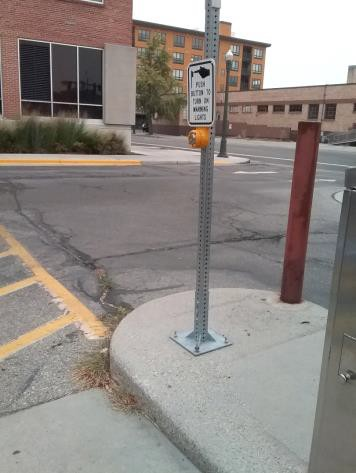 PUSH
BUTTON TO
TURN ON
WARNING
LIGHTS